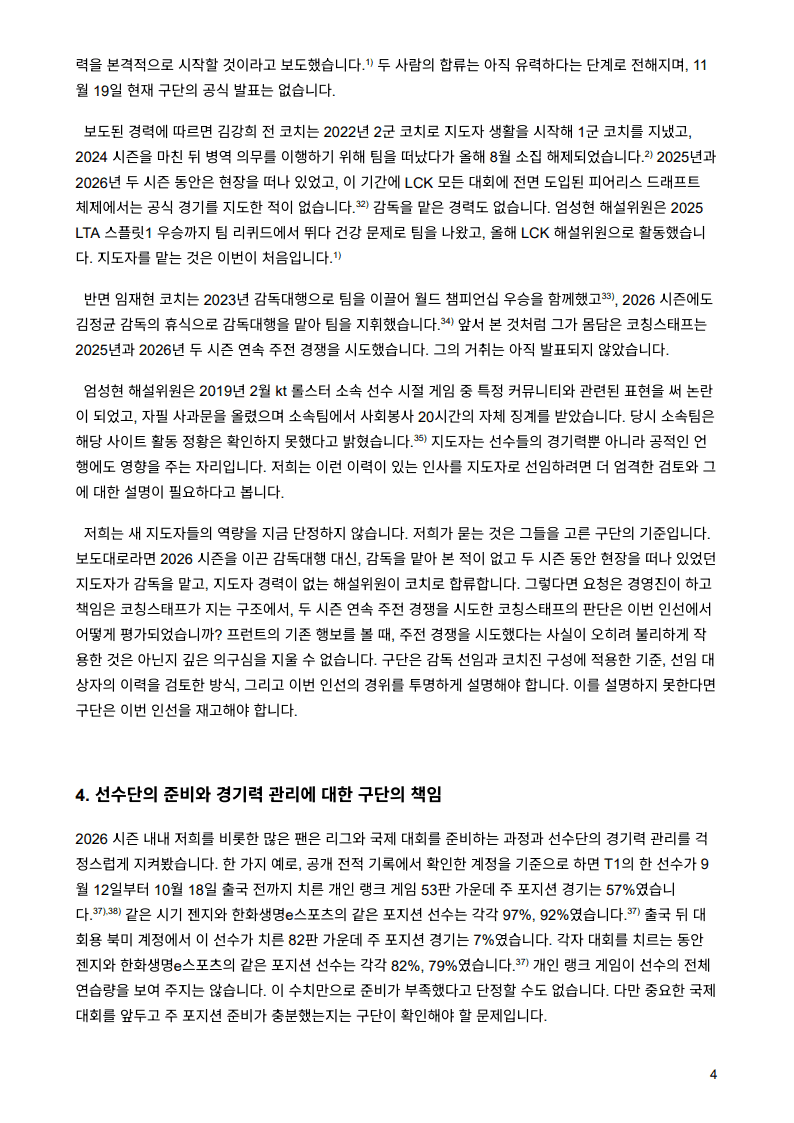 력을 본격적으로 시작할 것이라고 보도했습니다.1) 두 사람의 합류는 아직 유력하다는 단계로 전해지며, 11
월 19일 현재 구단의 공식 발표는 없습니다.
보도된 경력에 따르면 김강희 전 코치는 2022년 2군 코치로 지도자 생활을 시작해 1군 코치를 지냈고,
2024 시즌을 마친 뒤 병역 의무를 이행하기 위해 팀을 떠났다가 올해 8월 소집 해제되었습니다.2) 2025년과
2026년 두 시즌 동안은 현장을 떠나 있었고, 이 기간에 LCK 모든 대회에 전면 도입된 피어리스 드래프트
체제에서는 공식 경기를 지도한 적이 없습니다.32) 감독을 맡은 경력도 없습니다. 엄성현 해설위원은 2025
LTA 스플릿1 우승까지 팀 리퀴드에서 뛰다 건강 문제로 팀을 나왔고, 올해 LCK 해설위원으로 활동했습니
다. 지도자를 맡는 것은 이번이 처음입니다.1)
반면 임재현 코치는 2023년 감독대행으로 팀을 이끌어 월드 챔피언십 우승을 함께했고33), 2026 시즌에도
김정균 감독의 휴식으로 감독대행을 맡아 팀을 지휘했습니다.34) 앞서 본 것처럼 그가 몸담은 코칭스태프는
2025년과 2026년 두 시즌 연속 주전 경쟁을 시도했습니다. 그의 거취는 아직 발표되지 않았습니다.
엄성현 해설위원은 2019년 2월 kt 롤스터 소속 선수 시절 게임 중 특정 커뮤니티와 관련된 표현을 써 논란
이 되었고, 자필 사과문을 올렸으며 소속팀에서 사회봉사 20시간의 자체 징계를 받았습니다. 당시 소속팀은
해당 사이트 활동 정황은 확인하지 못했다고 밝혔습니다.35) 지도자는 선수들의 경기력뿐 아니라 공적인 언
행에도 영향을 주는 자리입니다. 저희는 이런 이력이 있는 인사를 지도자로 선임하려면 더 엄격한 검토와 그
에 대한 설명이 필요하다고 봅니다.
저희는 새 지도자들의 역량을 지금 단정하지 않습니다. 저희가 묻는 것은 그들을 고른 구단의 기준입니다.
보도대로라면 2026 시즌을 이끈 감독대행 대신, 감독을 맡아 본 적이 없고 두 시즌 동안 현장을 떠나 있었던
지도자가 감독을 맡고, 지도자 경력이 없는 해설위원이 코치로 합류합니다. 그렇다면 요청은 경영진이 하고
책임은 코칭스태프가 지는 구조에서, 두 시즌 연속 주전 경쟁을 시도한 코칭스태프의 판단은 이번 인선에서
어떻게 평가되었습니까? 프런트의 기존 행보를 볼 때, 주전 경쟁을 시도했다는 사실이 오히려 불리하게 작
용한 것은 아닌지 깊은 의구심을 지울 수 없습니다. 구단은 감독 선임과 코치진 구성에 적용한 기준, 선임 대
상자의 이력을 검토한 방식, 그리고 이번 인선의 경위를 투명하게 설명해야 합니다. 이를 설명하지 못한다면
구단은 이번 인선을 재고해야 합니다.
4. 선수단의 준비와 경기력 관리에 대한 구단의 책임
2026 시즌 내내 저희를 비롯한 많은 팬은 리그와 국제 대회를 준비하는 과정과 선수단의 경기력 관리를 걱
정스럽게 지켜봤습니다. 한 가지 예로, 공개 전적 기록에서 확인한 계정을 기준으로 하면 T1의 한 선수가 9
월 12일부터 10월 18일 출국 전까지 치른 개인 랭크 게임 53판 가운데 주 포지션 경기는 57%였습니
다.37),38) 같은 시기 젠지와 한화생명e스포츠의 같은 포지션 선수는 각각 97%, 92%였습니다.37) 출국 뒤 대
회용 북미 계정에서 이 선수가 치른 82판 가운데 주 포지션 경기는 7%였습니다. 각자 대회를 치르는 동안
젠지와 한화생명e스포츠의 같은 포지션 선수는 각각 82%, 79%였습니다.37) 개인 랭크 게임이 선수의 전체
연습량을 보여 주지는 않습니다. 이 수치만으로 준비가 부족했다고 단정할 수도 없습니다. 다만 중요한 국제
대회를 앞두고 주 포지션 준비가 충분했는지는 구단이 확인해야 할 문제입니다.
4